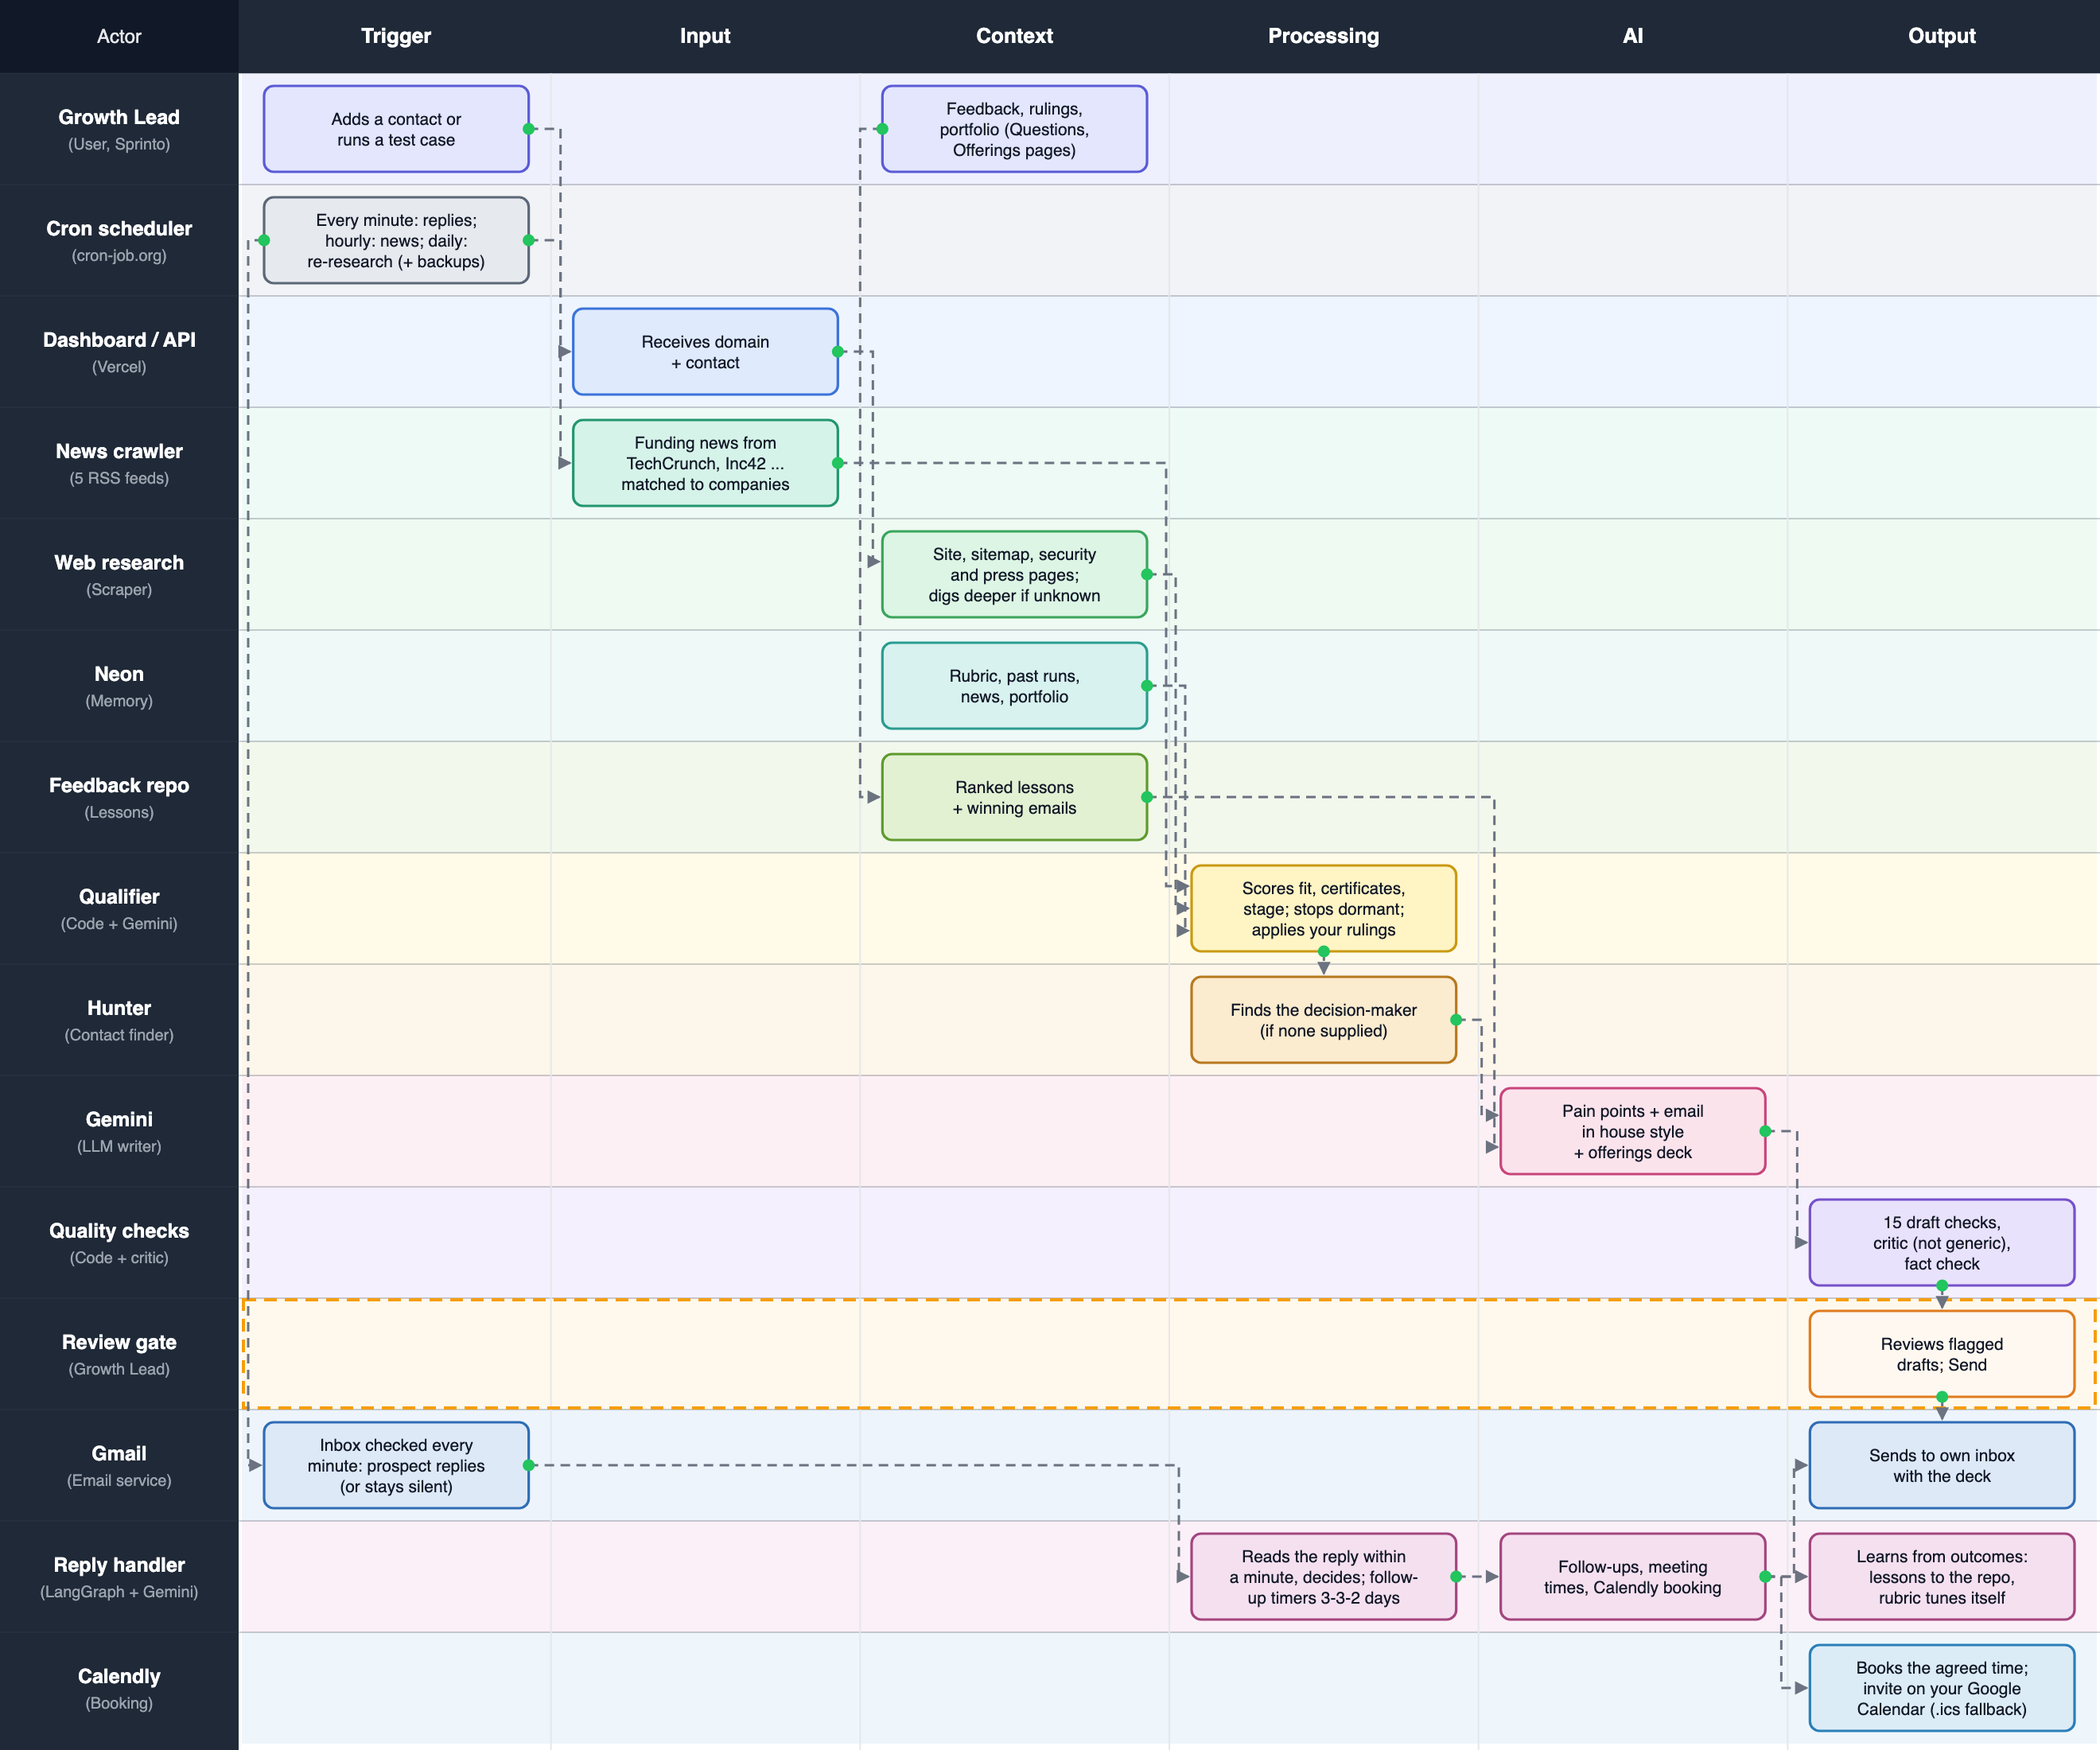 Actor
Trigger
Input
Context
Processing
AI
Output
Growth Lead
(User, Sprinto)
Adds a contact or
runs a test case
Feedback, rulings,
portfolio (Questions,
Offerings pages)
Cron scheduler
(cron-job.org)
Every minute: replies;
hourly: news; daily:
re-research (+ backups)
Dashboard / API
(Vercel)
Receives domain
+ contact
News crawler
(5 RSS feeds)
Funding news from
TechCrunch, Inc42 ...
matched to companies
Web research
(Scraper)
Site, sitemap, security
and press pages;
digs deeper if unknown
Neon
(Memory)
Rubric, past runs,
news, portfolio
Feedback repo
(Lessons)
Ranked lessons
+ winning emails
Qualifier
(Code + Gemini)
Scores fit, certificates,
stage; stops dormant;
applies your rulings
Hunter
(Contact finder)
Finds the decision-maker
(if none supplied)
Gemini
(LLM writer)
Pain points + email
in house style
+ offerings deck
Quality checks
(Code + critic)
15 draft checks,
critic (not generic),
fact check
Review gate
(Growth Lead)
Reviews flagged
drafts; Send
Gmail
(Email service)
Inbox checked every
minute: prospect replies
(or stays silent)
Sends to own inbox
with the deck
Reply handler
(LangGraph + Gemini)
Reads the reply within
a minute, decides; follow-
up timers 3-3-2 days
Follow-ups, meeting
times, Calendly booking
Learns from outcomes:
lessons to the repo,
rubric tunes itself
Calendly
(Booking)
Books the agreed time;
invite on your Google
Calendar (.ics fallback)